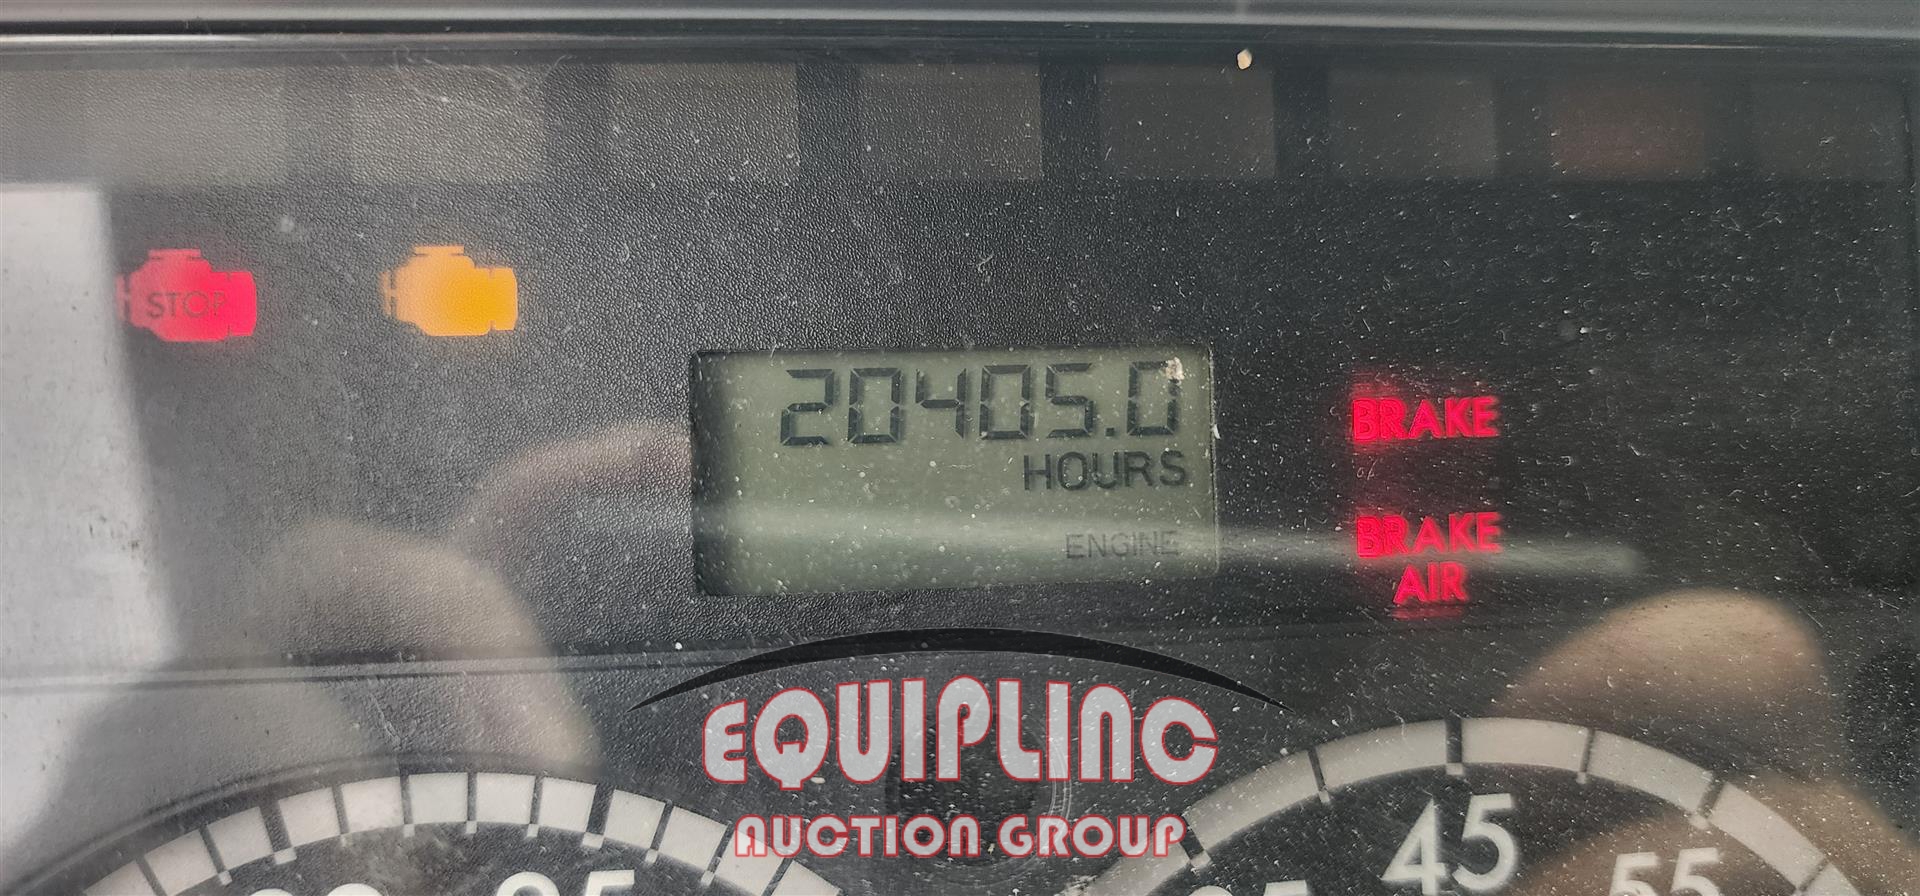 STOP
20405.0
HOURS
ENGINE
BRAKE
BRAKE
AIR
EQUIPLINC
AUCTION GROUP
45
55